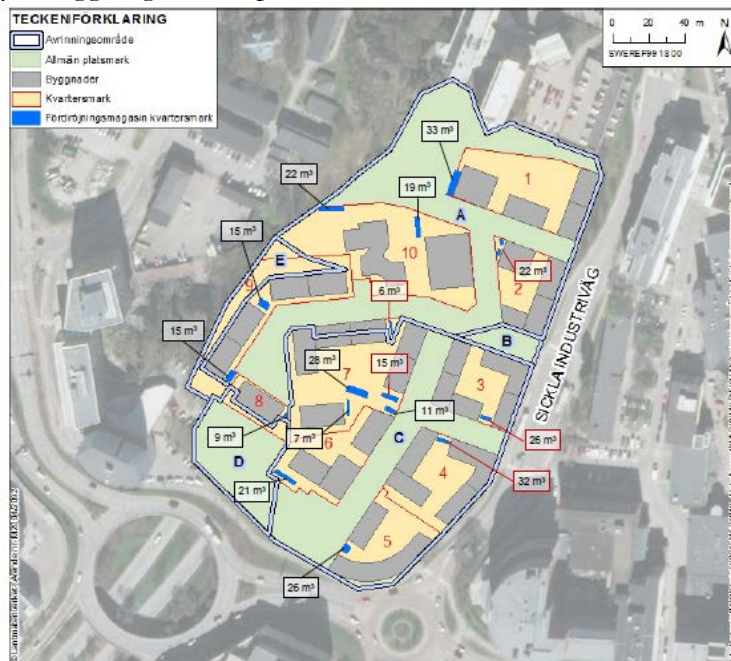 TECKENFÖRKLARING
Avrinningsområde
Allmän platsmark
Byggnader
Kvartersmark
Fördröjningsmagasin kvartersmark
0 20 40 m
SWEREF99 18 00
N
33 m³
1
22 m³
19 m³
A
10
15 m³
E
22 m³
9
2
6 m³
SICKLA INDUSTRIVÄG
B
15 m³
28 m³
15 m³
7
3
8
11 m³
9 m³
7 m³
C
26 m³
6
D
4
21 m³
32 m³
5
26 m³